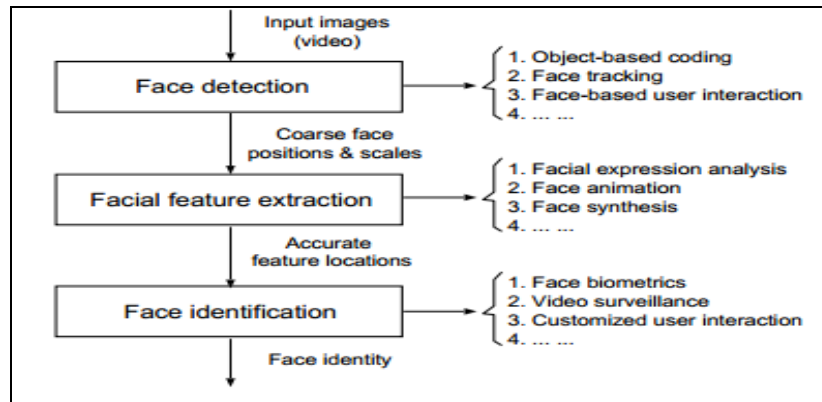 Input images
(video)
Face detection
1. Object-based coding
2. Face tracking
3. Face-based user interaction
4. ... ...
Coarse face
positions & scales
Facial feature extraction
1. Facial expression analysis
2. Face animation
3. Face synthesis
4. ... ...
Accurate
feature locations
Face identification
1. Face biometrics
2. Video surveillance
3. Customized user interaction
4. ... ...
Face identity